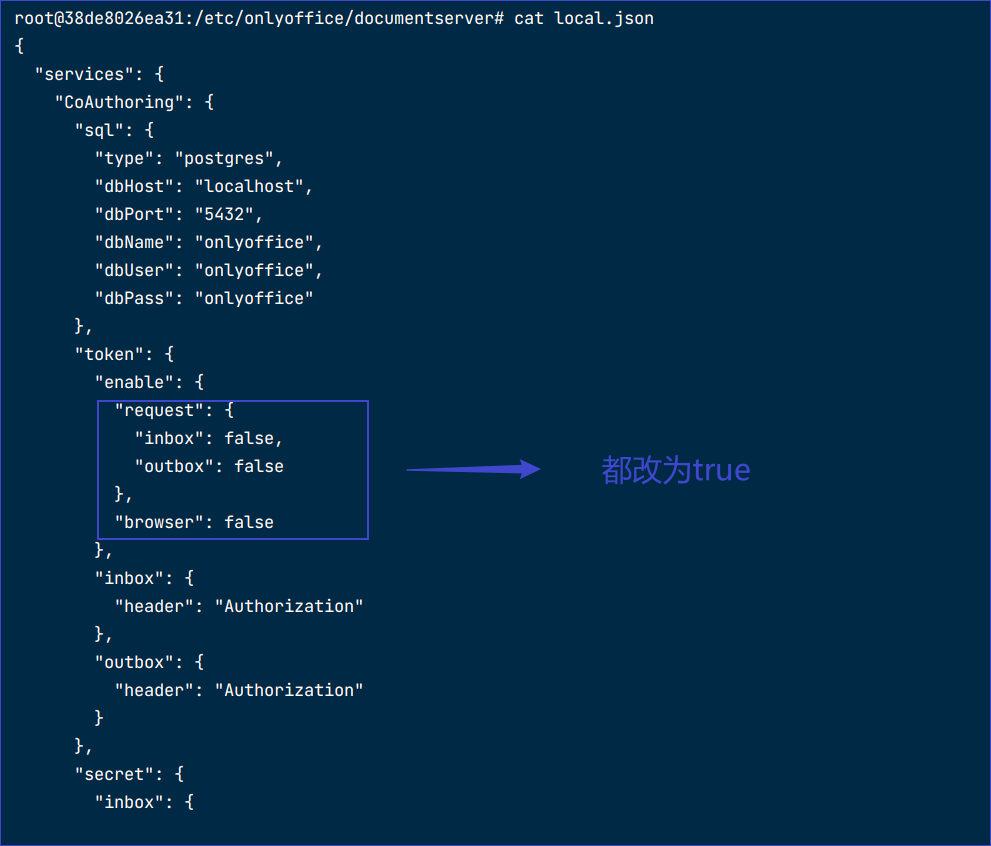 root@38de8026ea31:/etc/onlyoffice/documentserver# cat local.json
{
  "services": {
    "CoAuthoring": {
      "sql": {
        "type": "postgres",
        "dbHost": "localhost",
        "dbPort": "5432",
        "dbName": "onlyoffice",
        "dbUser": "onlyoffice",
        "dbPass": "onlyoffice"
      },
      "token": {
        "enable": {
          "request": {
            "inbox": false,
            "outbox": false
都改为true
          },
          "browser": false
        },
        "inbox": {
          "header": "Authorization"
        },
        "outbox": {
          "header": "Authorization"
        }
      },
      "secret": {
        "inbox": {